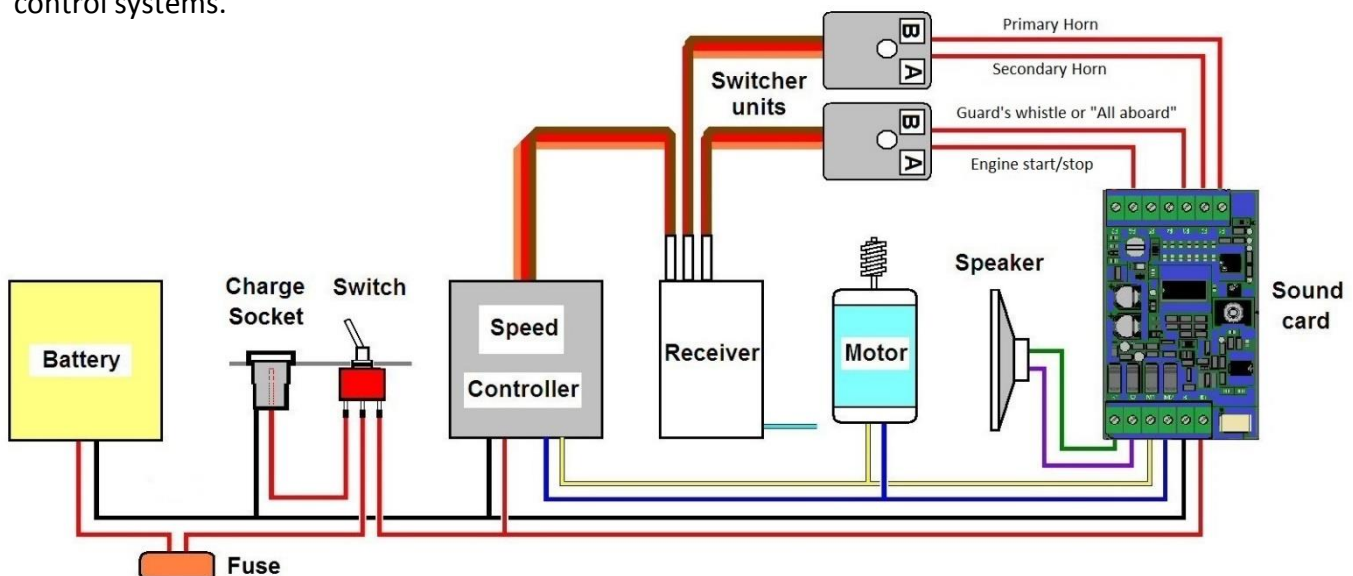 control systems.
Primary Horn
B
A
Secondary Horn
Switcher
units
Guard's whistle or "All aboard"
B
A
Engine start/stop
Charge
Socket
Switch
Speaker
Sound
card
Battery
Speed
Controller
Receiver
Motor
Fuse